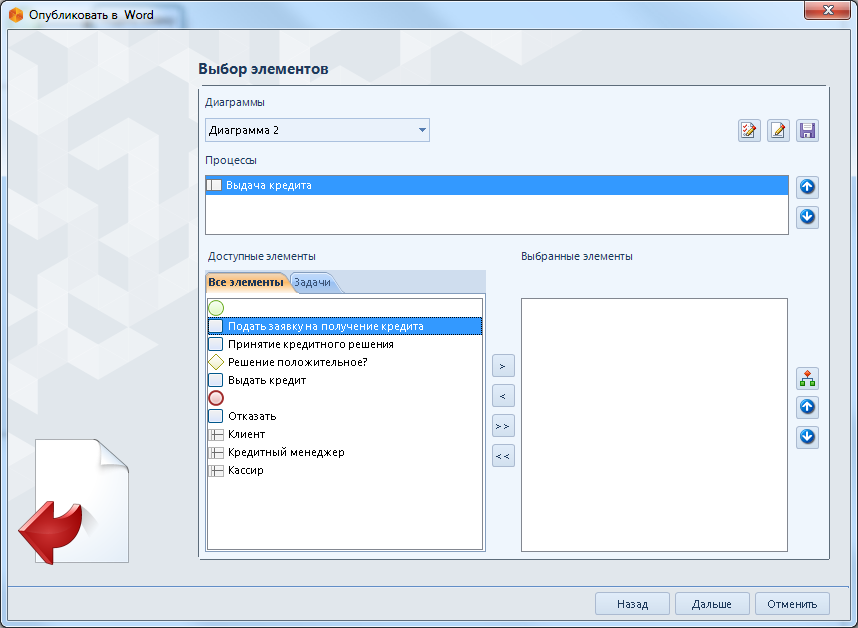 Опубликовать в Word
Выбор элементов
Диаграммы
Диаграмма 2
Процессы
Выдача кредита
Доступные элементы
Выбранные элементы
Все элементы
Задачи
Подать заявку на получение кредита
Принятие кредитного решения
Решение положительное?
Выдать кредит
Отказать
Клиент
Кредитный менеджер
Кассир
>
<
>>
<<
Назад
Дальше
Отменить